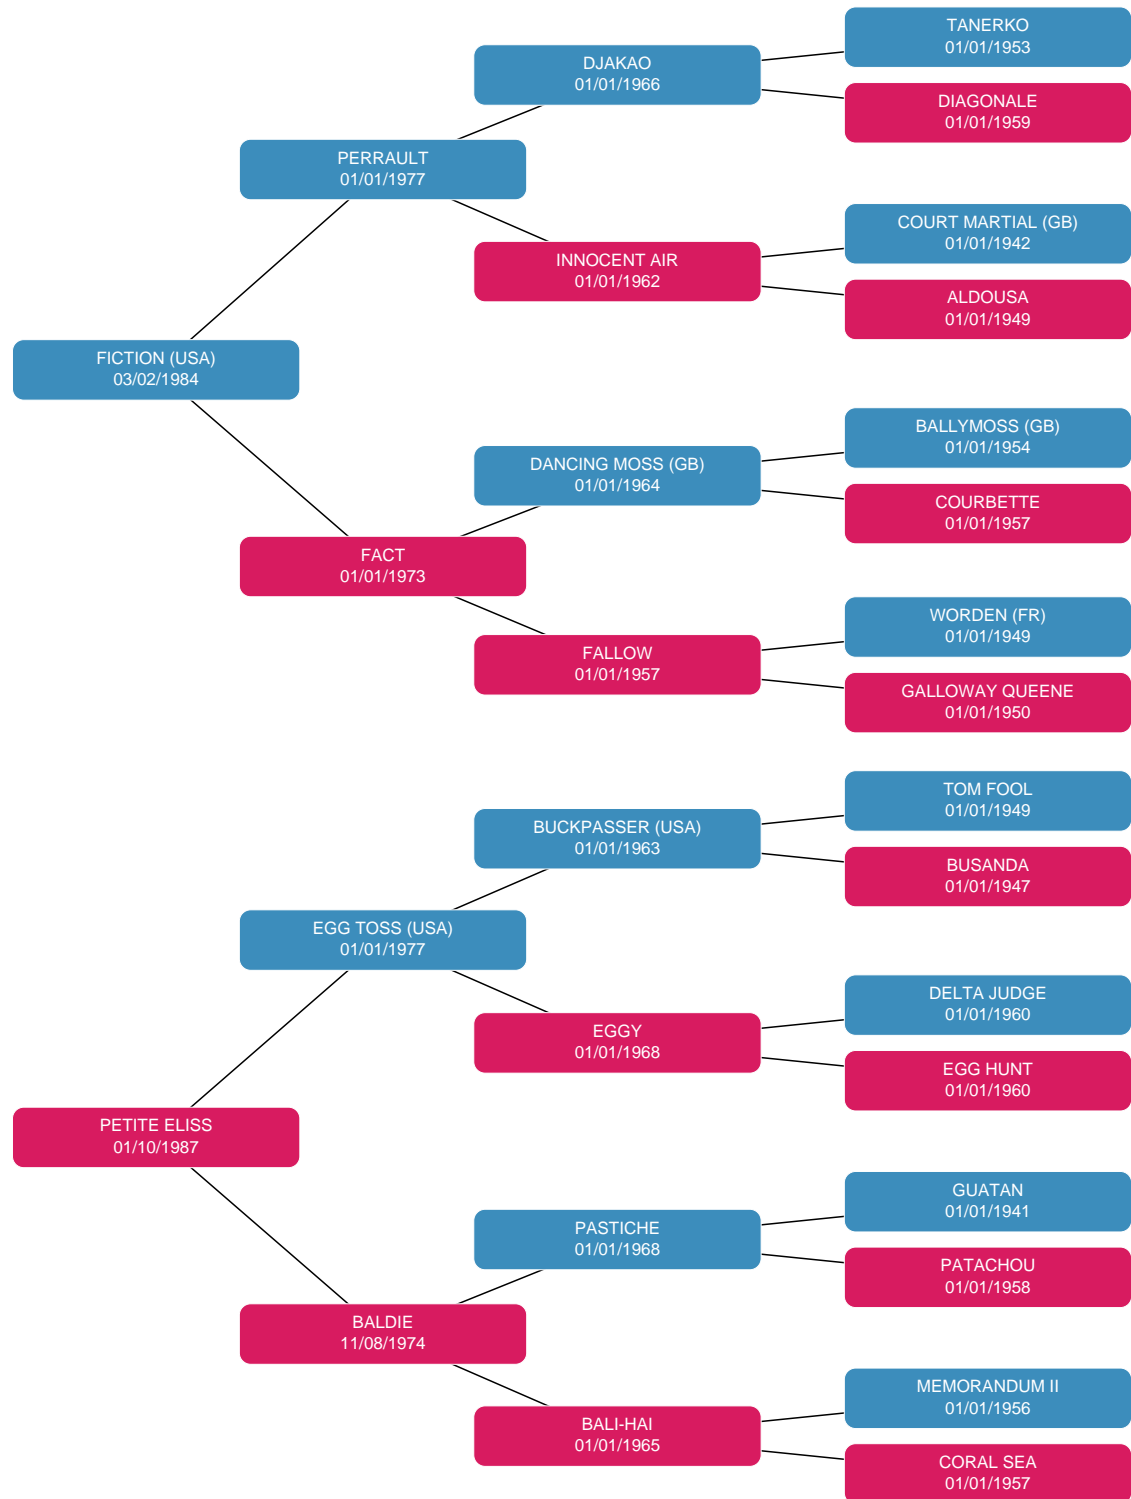 TANERKO
01/01/1953
DJAKAO
01/01/1966
DIAGONALE
01/01/1959
PERRAULT
01/01/1977
COURT MARTIAL (GB)
01/01/1942
INNOCENT AIR
01/01/1962
ALDOUSA
01/01/1949
FICTION (USA)
03/02/1984
BALLYMOSS (GB)
01/01/1954
DANCING MOSS (GB)
01/01/1964
COURBETTE
01/01/1957
FACT
01/01/1973
WORDEN (FR)
01/01/1949
FALLOW
01/01/1957
GALLOWAY QUEENE
01/01/1950
TOM FOOL
01/01/1949
BUCKPASSER (USA)
01/01/1963
BUSANDA
01/01/1947
EGG TOSS (USA)
01/01/1977
DELTA JUDGE
01/01/1960
EGGY
01/01/1968
EGG HUNT
01/01/1960
PETITE ELISS
01/10/1987
GUATAN
01/01/1941
PASTICHE
01/01/1968
PATACHOU
01/01/1958
BALDIE
11/08/1974
MEMORANDUM II
01/01/1956
BALI-HAI
01/01/1965
CORAL SEA
01/01/1957